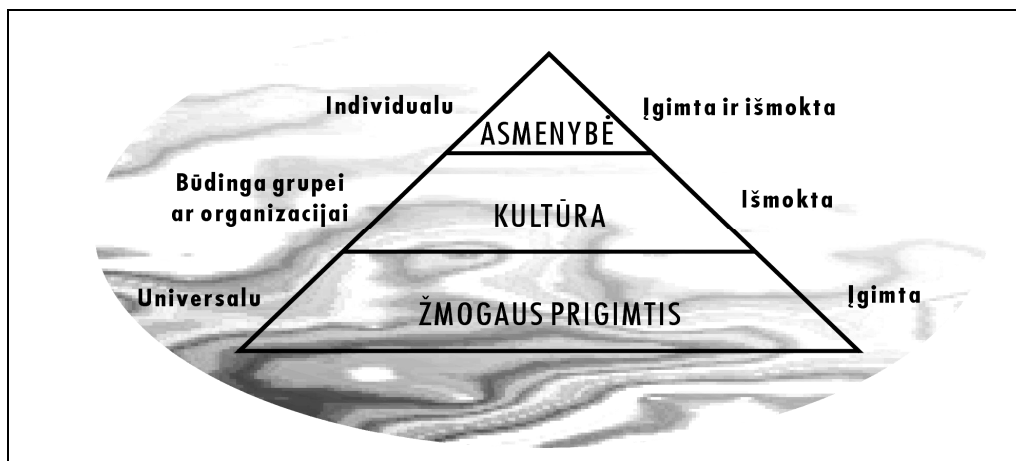 Individualu
Įgimta ir išmokta
ASMENYBĖ
Būdinga grupei
ar organizacijai
KULTŪRA
Išmokta
Universalu
ŽMOGAUS PRIGIMTIS
Įgimta